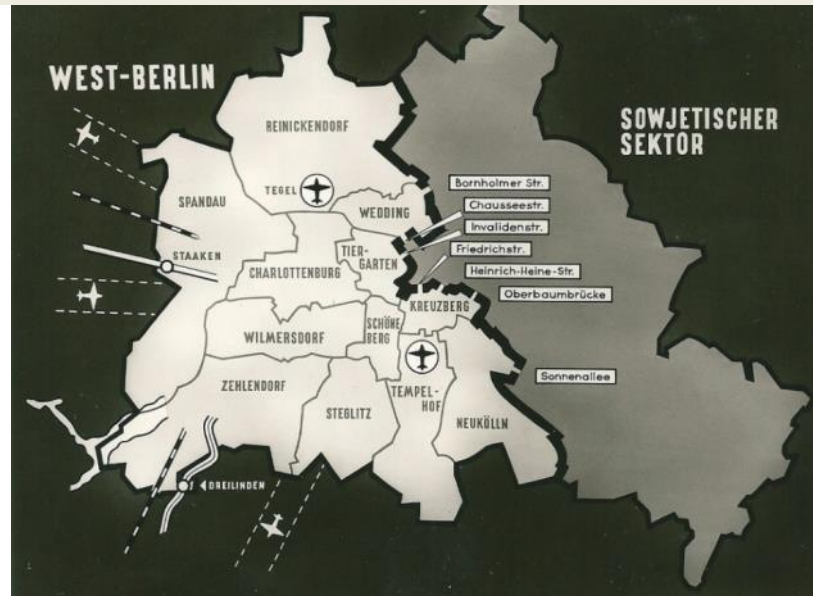 WEST-BERLIN
SOWJETISCHER
SEKTOR
REINICKENDORF
TEGEL
SPANDAU
WEDDING
STAAKEN
TIER-
GARTEN
CHARLOTTENBURG
KREUZBERG
WILMERSDORF
SCHÖNE
BERG
ZEHLENDORF
STEGLITZ
TEMPEL-
HOF
NEUKÖLLN
DREILINDEN
Bornholmer Str.
Chausseestr.
Invalidenstr.
Friedrichstr.
Heinrich-Heine-Str.
Oberbaumbrücke
Sonnenallee